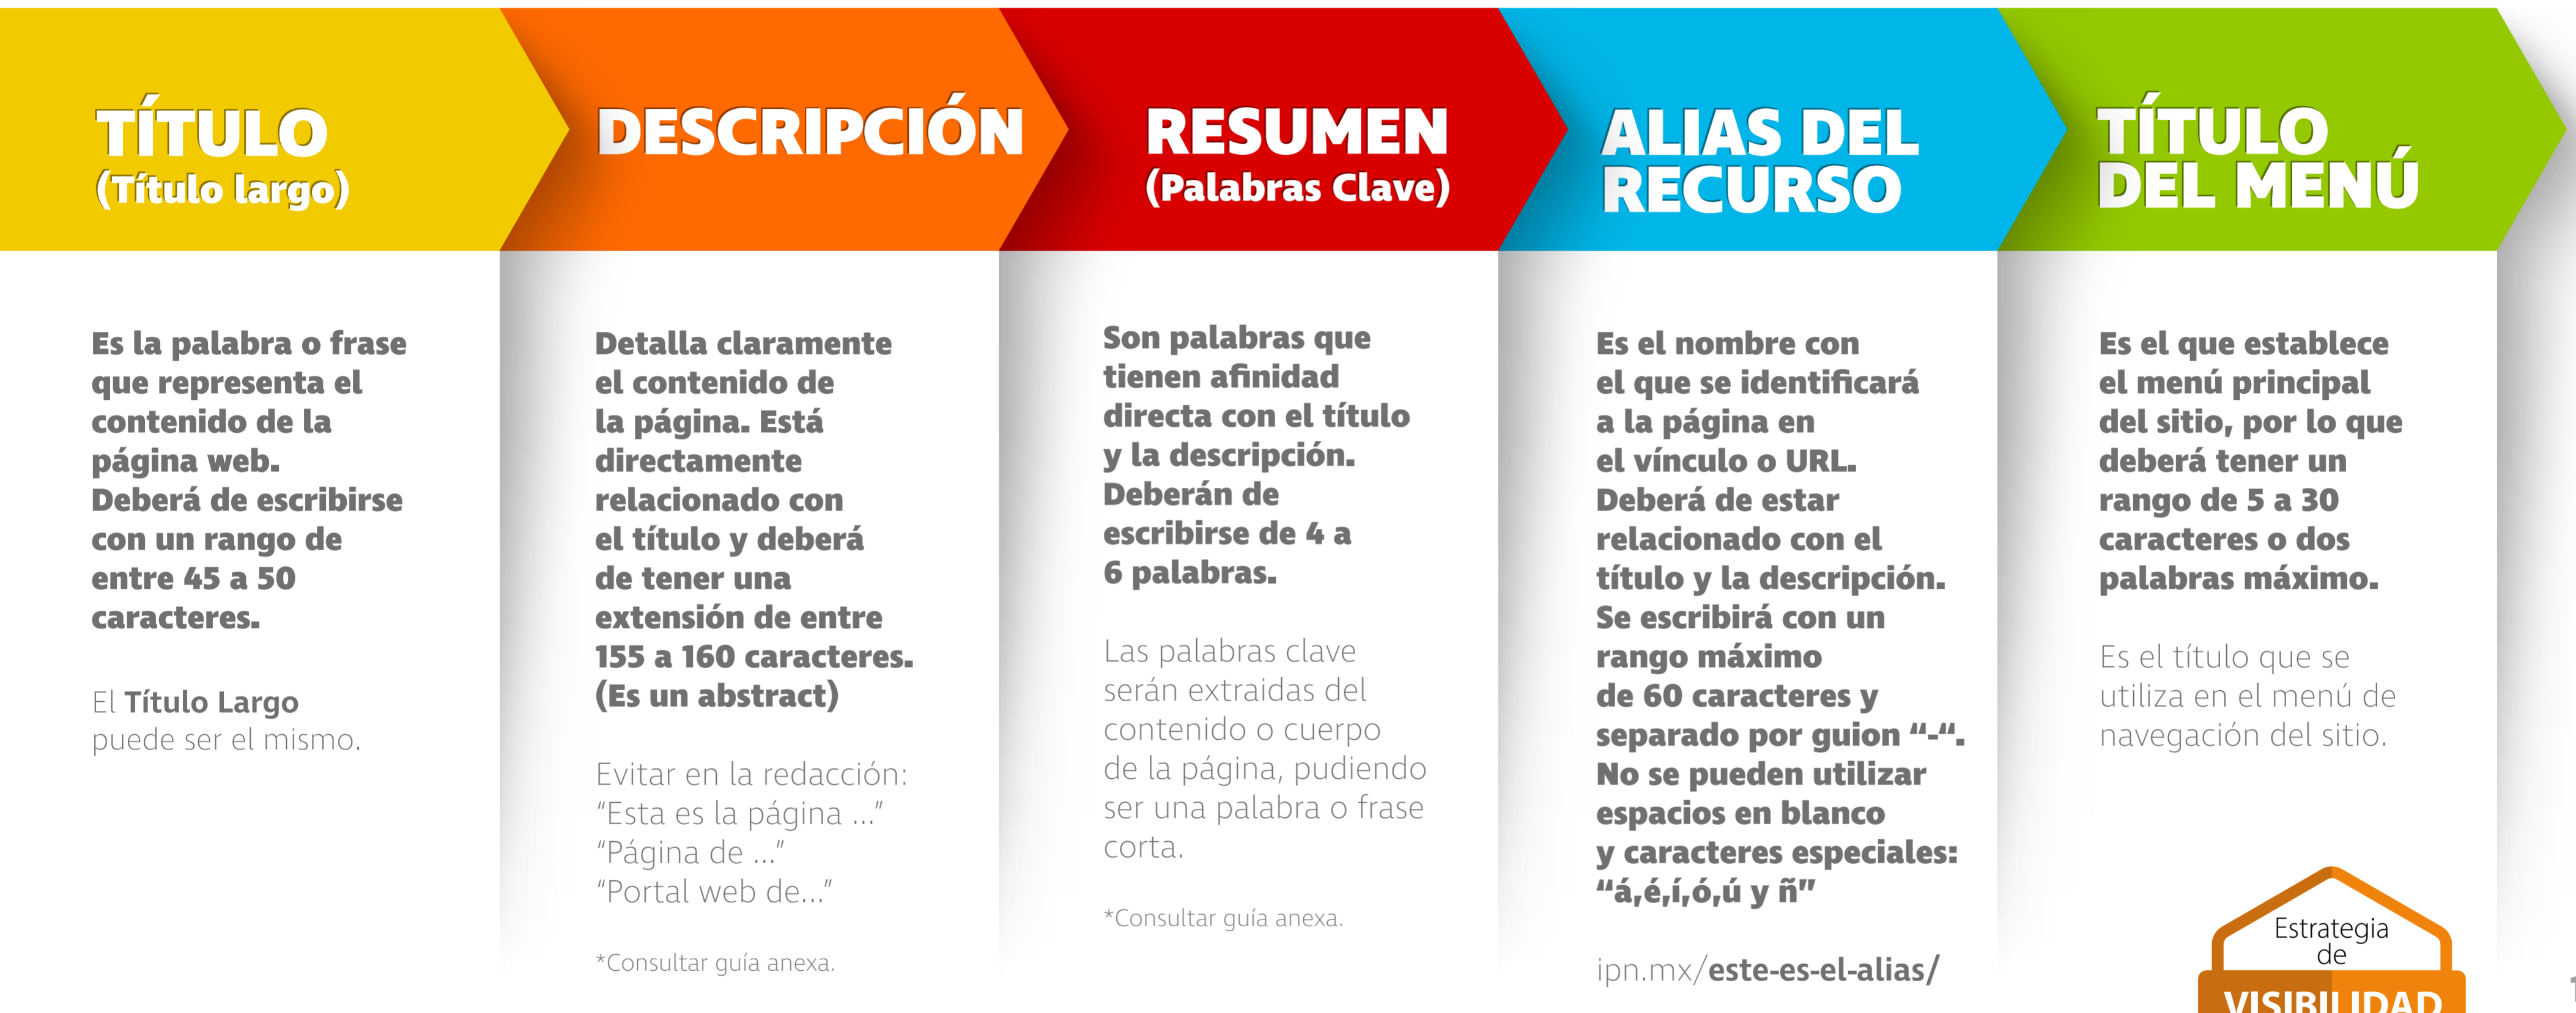 TÍTULO
(Título largo)
Es la palabra o frase
que representa el
contenido de la
página web.
Deberá de escribirse
con un rango de
entre 45 a 50
caracteres.
El Título Largo
puede ser el mismo.
DESCRIPCIÓN
Detalla claramente
el contenido de
la página. Está
directamente
relacionado con
el título y deberá
de tener una
extensión de entre
155 a 160 caracteres.
(Es un abstract)
Evitar en la redacción:
“Esta es la página ...”
“Página de ...”
“Portal web de...”
*Consultar guía anexa.
RESUMEN
(Palabras Clave)
Son palabras que
tienen afinidad
directa con el título
y la descripción.
Deberán de
escribirse de 4 a
6 palabras.
Las palabras clave
serán extraidas del
contenido o cuerpo
de la página, pudiendo
ser una palabra o frase
corta.
*Consultar guía anexa.
ALIAS DEL
RECURSO
Es el nombre con
el que se identificará
a la página en
el vínculo o URL.
Deberá de estar
relacionado con el
título y la descripción.
Se escribirá con un
rango máximo
de 60 caracteres y
separado por guion “-“.
No se pueden utilizar
espacios en blanco
y caracteres especiales:
“á,é,í,ó,ú y ñ”
ipn.mx/este-es-el-alias/
TÍTULO
DEL MENÚ
Es el que establece
el menú principal
del sitio, por lo que
deberá tener un
rango de 5 a 30
caracteres o dos
palabras máximo.
Es el título que se
utiliza en el menú de
navegación del sitio.
Estrategia
de
VISIBILIDAD